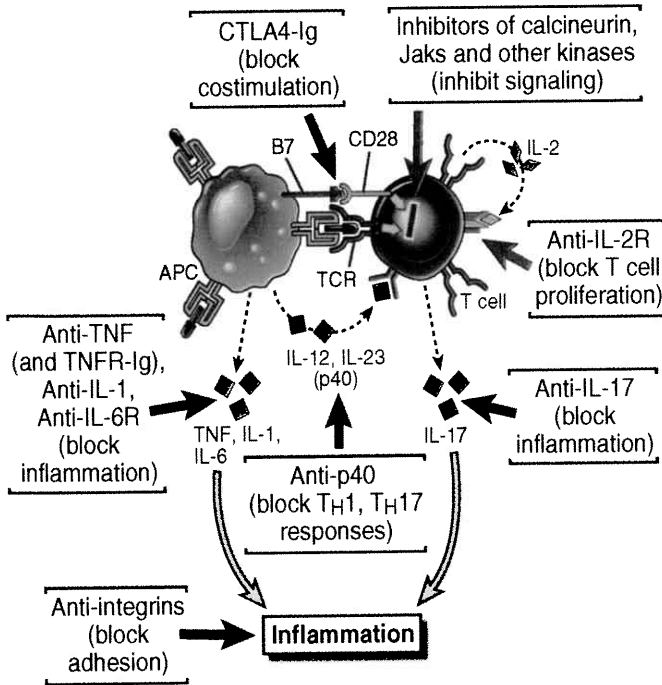 CTLA4-Ig
(block
costimulation)
Inhibitors of calcineurin,
Jaks and other kinases
(inhibit signaling)
B7
CD28
IL-2
APC
TCR
T cell
Anti-IL-2R
(block T cell
proliferation)
Anti-TNF
(and TNFR-Ig),
Anti-IL-1,
Anti-IL-6R
(block
inflammation)
IL-12, IL-23
(p40)
TNF, IL-1,
IL-6
IL-17
Anti-IL-17
(block
inflammation)
Anti-p40
(block TH1, TH17
responses)
Anti-integrins
(block
adhesion)
Inflammation